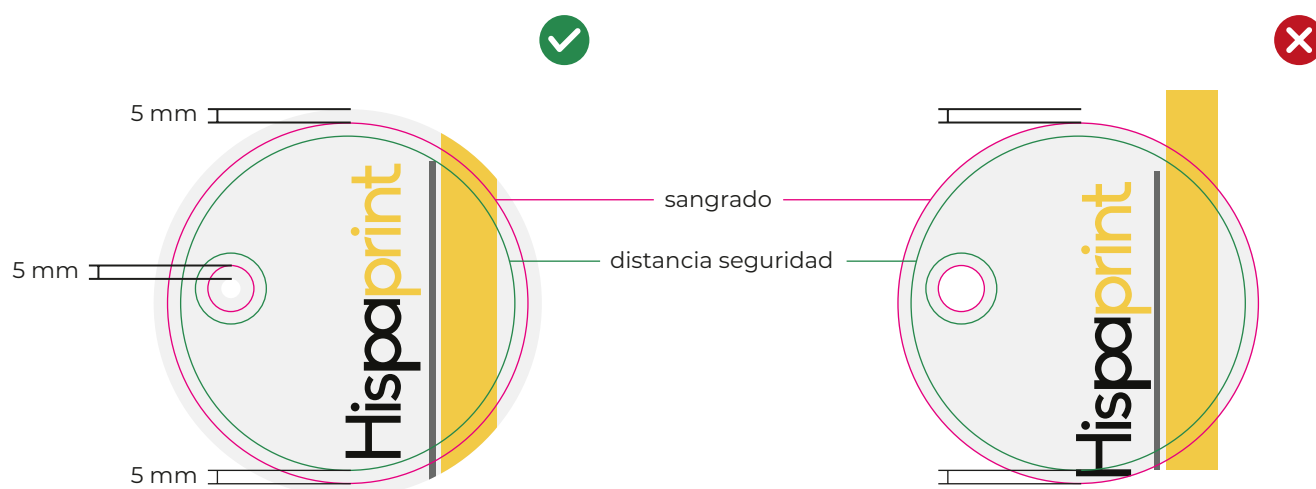 5 mm
sangrado
distancia seguridad
5 mm
5 mm
Hispaprint
Hispaprint